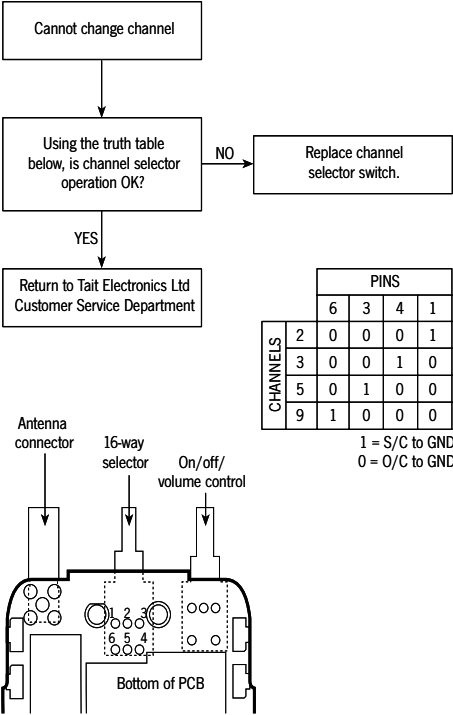 Cannot change channel
Using the truth table
below, is channel selector
operation OK?
NO
Replace channel
selector switch.
YES
Return to Tait Electronics Ltd
Customer Service Department
PINS
6 3 4 1
CHANNELS
2 0 0 0 1
3 0 0 1 0
5 0 1 0 0
9 1 0 0 0
1 = S/C to GND
0 = O/C to GND
Antenna
connector
16-way
selector
On/off/
volume control
1 2 3
6 5 4
Bottom of PCB